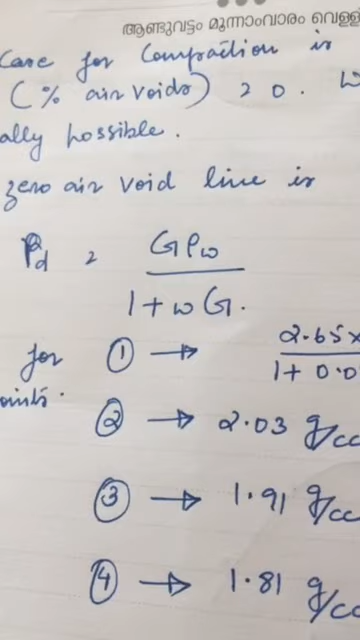 ആണ്ടുവട്ടം മൂന്നാംവാരം വെള്ളി
Case for Compaction is
(% air voids) = 0.
ally possible.
zero air void line is
ρd = Gρw / 1 + wG.
for ① → 2.65x / 1 + 0.0
oints.
② → 2.03 g/cc
③ → 1.91 g/cc
④ → 1.81 g/cc